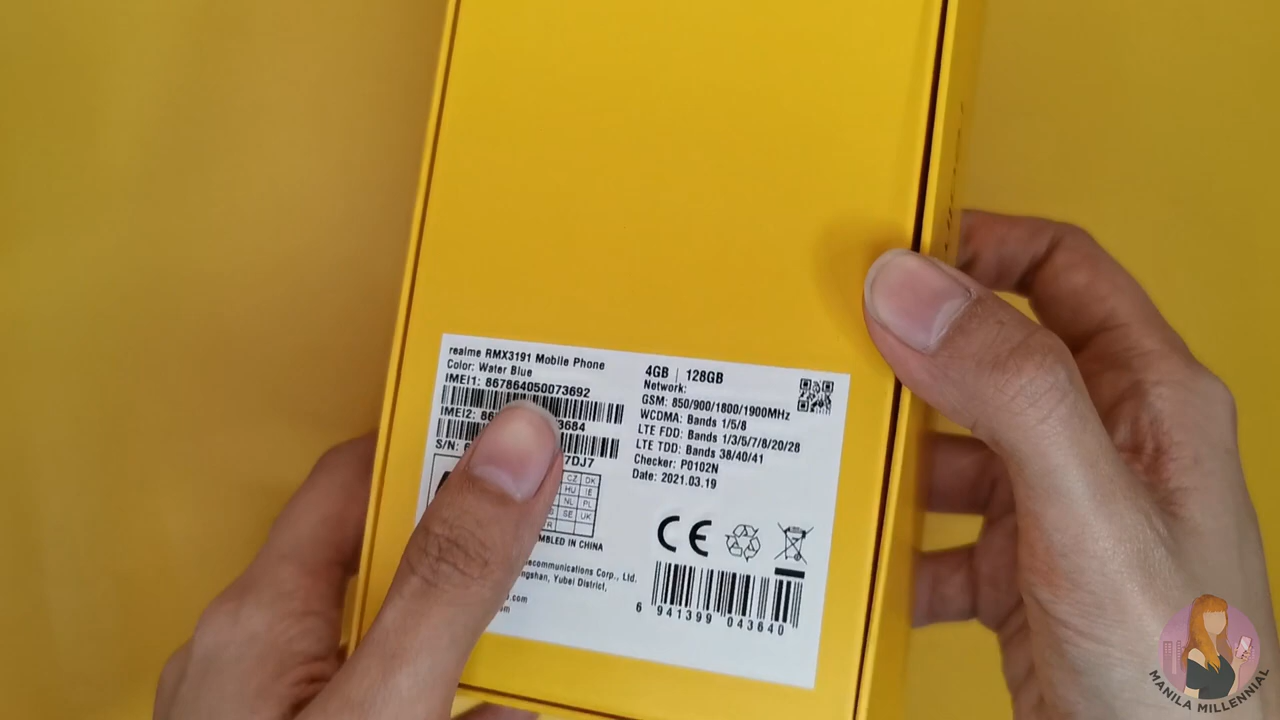 realme RMX3191 Mobile Phone
Color: Water Blue
IMEI1: 867864050073692
IMEI2: 86 3684
S/N: 7DJ7
CZ DK
HU IE
NL PL
SE UK
MBLED IN CHINA
ecommunications Corp., Ltd.
ngshan, Yubei District,
.com
4GB | 128GB
Network:
GSM: 850/900/1800/1900MHz
WCDMA: Bands 1/5/8
LTE FDD: Bands 1/3/5/7/8/20/28
LTE TDD: Bands 38/40/41
Checker: P0102N
Date: 2021.03.19
CE
6 941399 043640
MANILA MILLENNIAL